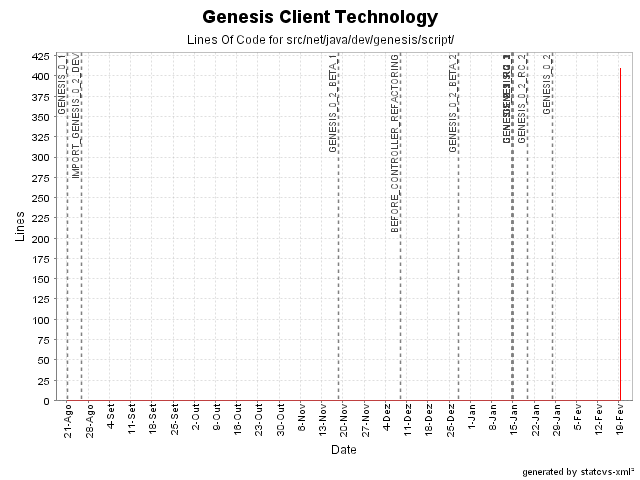 Genesis Client Technology
Lines Of Code for src/net/java/dev/genesis/script/
Lines
425
400
375
350
325
300
275
250
225
200
175
150
125
100
75
50
25
0
GENESIS_0_1
IMPORT_GENESIS_0_2_DEV
GENESIS_0_2_BETA_1
BEFORE_CONTROLLER_REFACTORING
GENESIS_0_2_BETA_2
GENESIS_0_2_RC_2
GENESIS_0_2
21-Ago
28-Ago
4-Set
11-Set
18-Set
25-Set
2-Out
9-Out
16-Out
23-Out
30-Out
6-Nov
13-Nov
20-Nov
27-Nov
4-Dez
11-Dez
18-Dez
25-Dez
1-Jan
8-Jan
15-Jan
22-Jan
29-Jan
5-Fev
12-Fev
19-Fev
Date
generated by statcvs-xml²